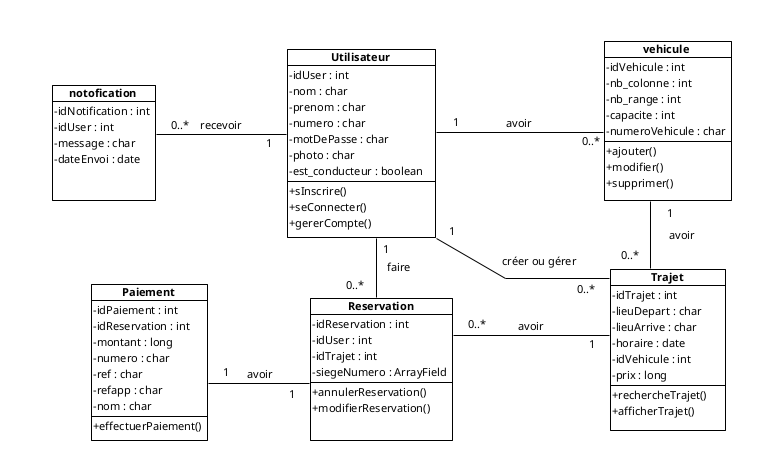 Utilisateur
-idUser : int
-nom : char
-prenom : char
-numero : char
-motDePasse : char
-photo : char
-est_conducteur : boolean
+sInscrire()
+seConnecter()
+gererCompte()
vehicule
-idVehicule : int
-nb_colonne : int
-nb_range : int
-capacite : int
-numeroVehicule : char
+ajouter()
+modifier()
+supprimer()
notofication
-idNotification : int
-idUser : int
-message : char
-dateEnvoi : date
0..* recevoir
1
1 avoir
0..*
1
avoir
0..*
1
créer ou gérer
0..*
1
faire
0..*
Paiement
-idPaiement : int
-idReservation : int
-montant : long
-numero : char
-ref : char
-refapp : char
-nom : char
+effectuerPaiement()
Reservation
-idReservation : int
-idUser : int
-idTrajet : int
-siegeNumero : ArrayField
+annulerReservation()
+modifierReservation()
Trajet
-idTrajet : int
-lieuDepart : char
-lieuArrive : char
-horaire : date
-idVehicule : int
-prix : long
+rechercheTrajet()
+afficherTrajet()
0..* avoir
1
1 avoir
1